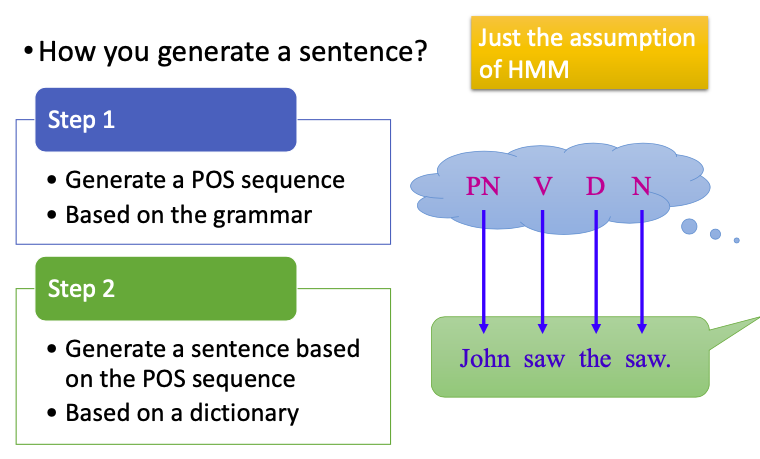 • How you generate a sentence?
Just the assumption
of HMM
Step 1
• Generate a POS sequence
• Based on the grammar
PN V D N
Step 2
• Generate a sentence based
on the POS sequence
• Based on a dictionary
John saw the saw.